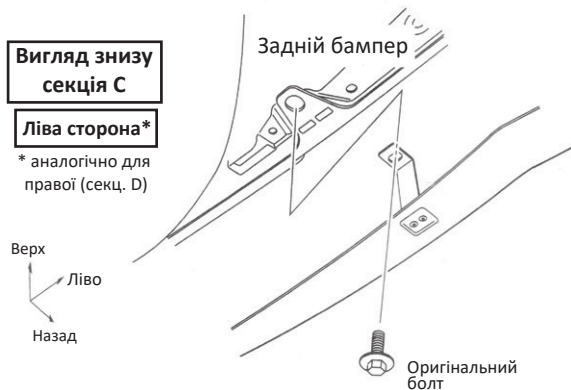 Вигляд знизу
секція С
Ліва сторона*
* аналогічно для
правої (секц. D)
Задній бампер
Верх
Ліво
Назад
Оригінальний
болт